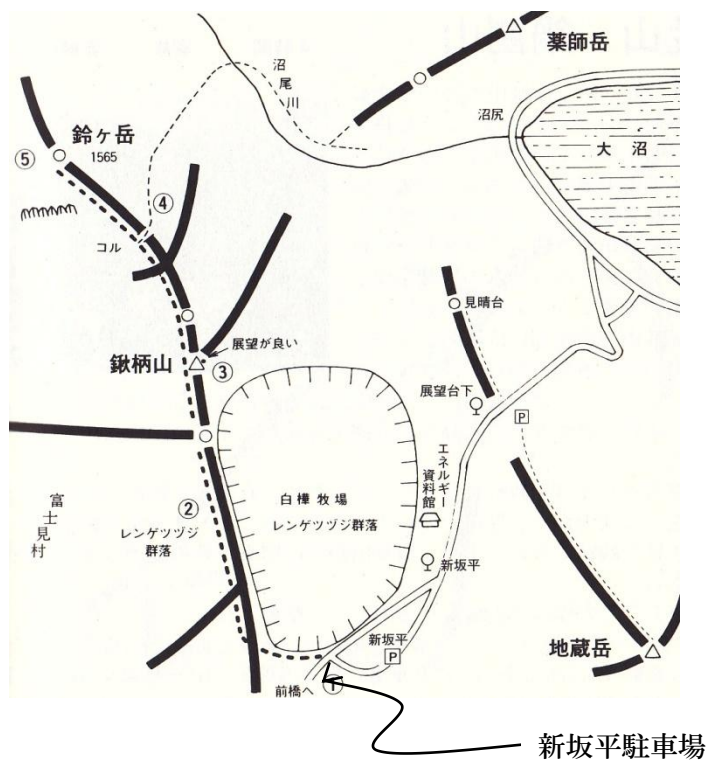 薬師岳
沼尾川
沼尻
大沼
鈴ヶ岳
1565
⑤
④
コル
見晴台
展望が良い
鍬柄山
③
展望台下
P
エネルギー
資料館
白樺牧場
レンゲツヅジ群落
②
レンゲツヅジ
群落
富士見村
新坂平
新坂平
P
地蔵岳
前橋へ
①
新坂平駐車場